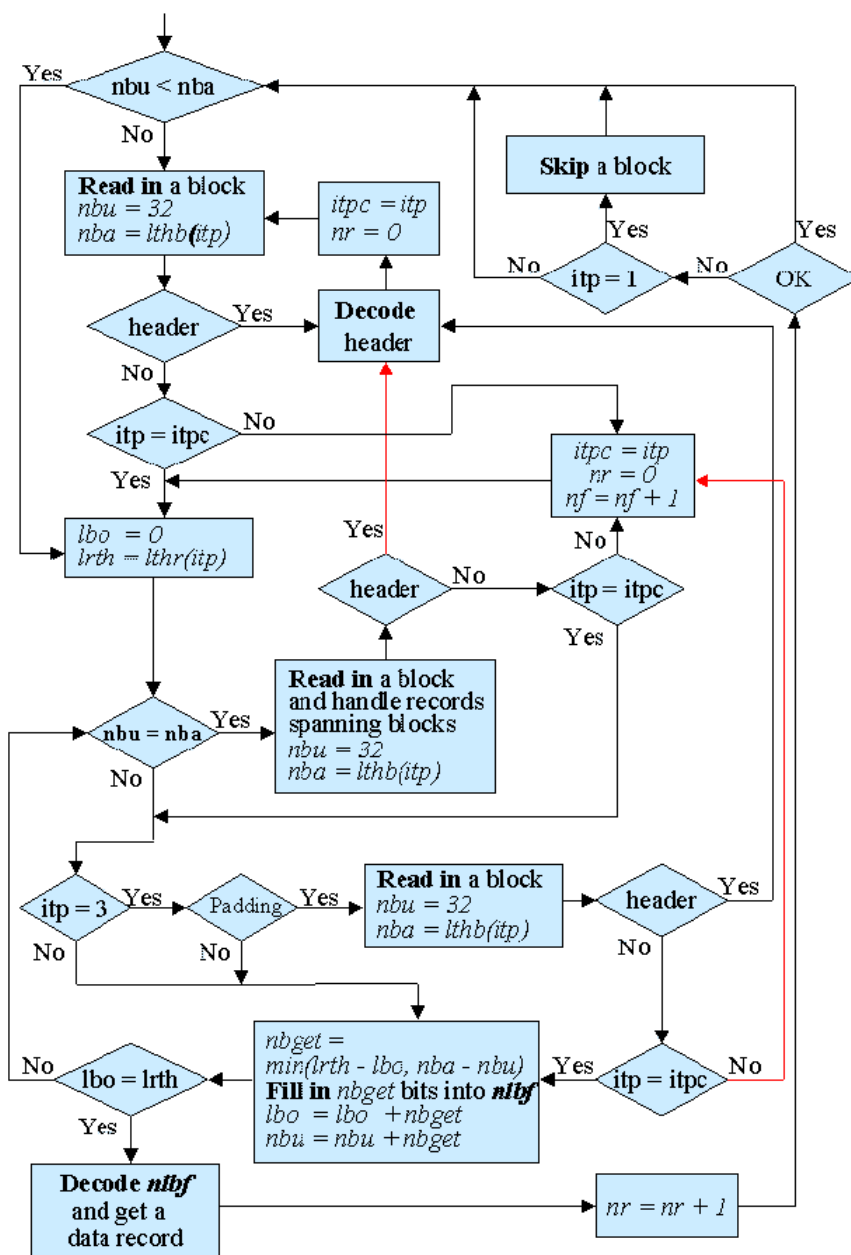 Yes
nbu < nba
No
Read in a block
nbu = 32
nba = lthb(itp)
itpc = itp
nr = 0
Skip a block
Yes
No
itp = 1
No
Yes
OK
header
Yes
Decode
header
No
itp = itpc
No
Yes
itpc = itp
nr = 0
nf = nf + 1
lbo = 0
lrth = lthr(itp)
Yes
header
No
No
itp = itpc
Yes
Read in a block
and handle records
spanning blocks
nbu = 32
nba = lthb(itp)
nbu = nba
Yes
No
itp = 3
Yes
No
Padding
Yes
No
Read in a block
nbu = 32
nba = lthb(itp)
header
Yes
No
nbget =
min(lrth - lbo, nba - nbu)
Fill in nbget bits into nlbf
lbo = lbo + nbget
nbu = nbu + nbget
Yes
itp = itpc
No
No
lbo = lrth
Yes
Decode nlbf
and get a
data record
nr = nr + 1